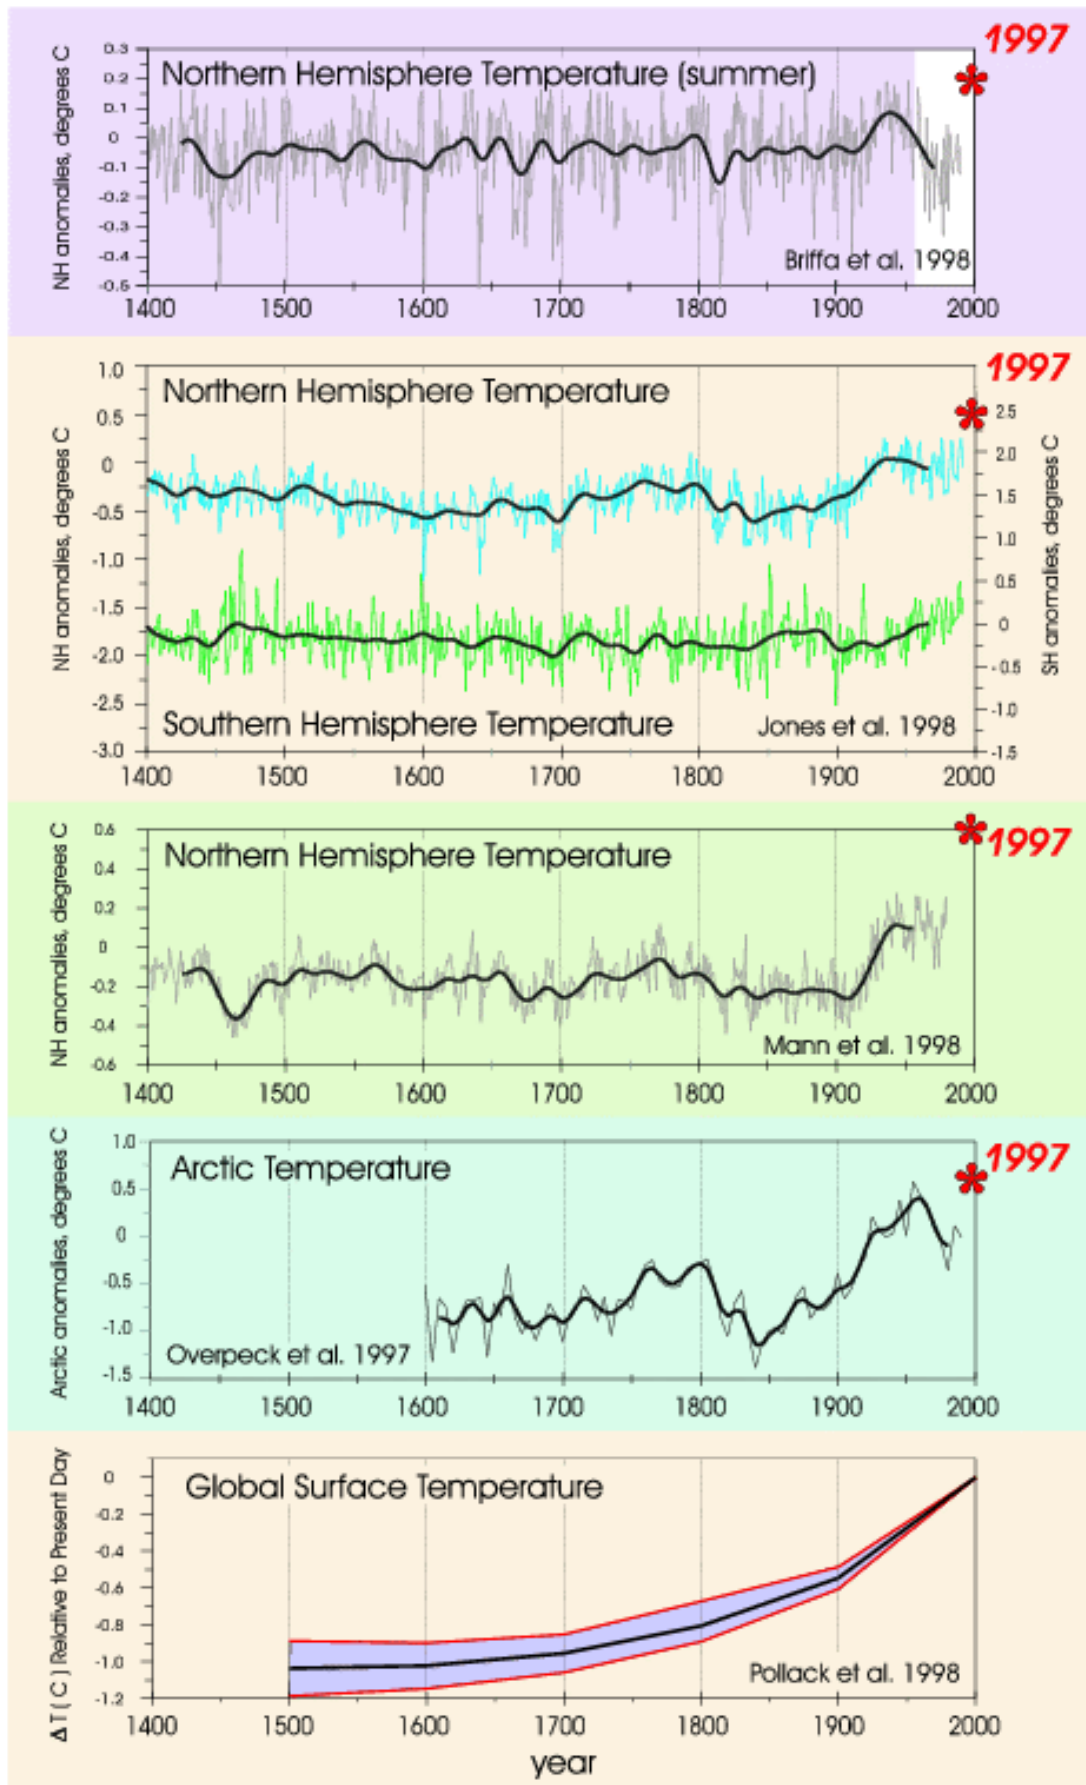 1997
0.3
0.2
0.1
0
-0.1
-0.2
-0.3
-0.4
-0.6
NH anomalies, degrees C
Northern Hemisphere Temperature (summer)
Briffa et al. 1998
1400 1500 1600 1700 1800 1900 2000
1997
1.0
0.5
0
-0.5
-1.0
-1.5
-2.0
-2.5
-3.0
NH anomalies, degrees C
Northern Hemisphere Temperature
Southern Hemisphere Temperature
Jones et al. 1998
2.5
2.0
1.5
1.0
0.5
0
-0.5
-1.0
-1.5
SH anomalies, degrees C
1400 1500 1600 1700 1800 1900 2000
1997
0.6
0.4
0.2
0
-0.2
-0.4
-0.6
NH anomalies, degrees C
Northern Hemisphere Temperature
Mann et al. 1998
1400 1500 1600 1700 1800 1900 2000
1997
1.0
0.5
0
-0.5
-1.0
-1.5
Arctic anomalies, degrees C
Arctic Temperature
Overpeck et al. 1997
1400 1500 1600 1700 1800 1900 2000
0
-0.2
-0.4
-0.6
-0.8
-1.0
-1.2
Δ T ( C ) Relative to Present Day
Global Surface Temperature
Pollack et al. 1998
1400 1500 1600 1700 1800 1900 2000
year